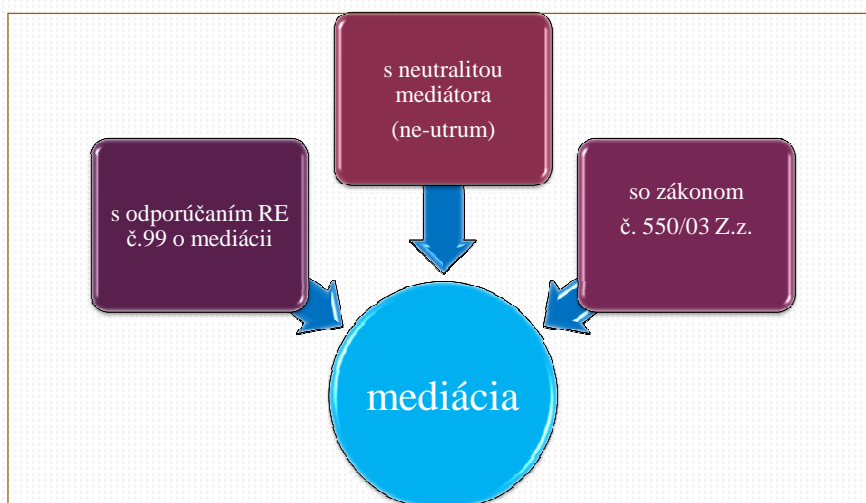 s neutralitou
mediátora
(ne-utrum)
s odporúčaním RE
č.99 o mediácii
so zákonom
č. 550/03 Z.z.
mediácia